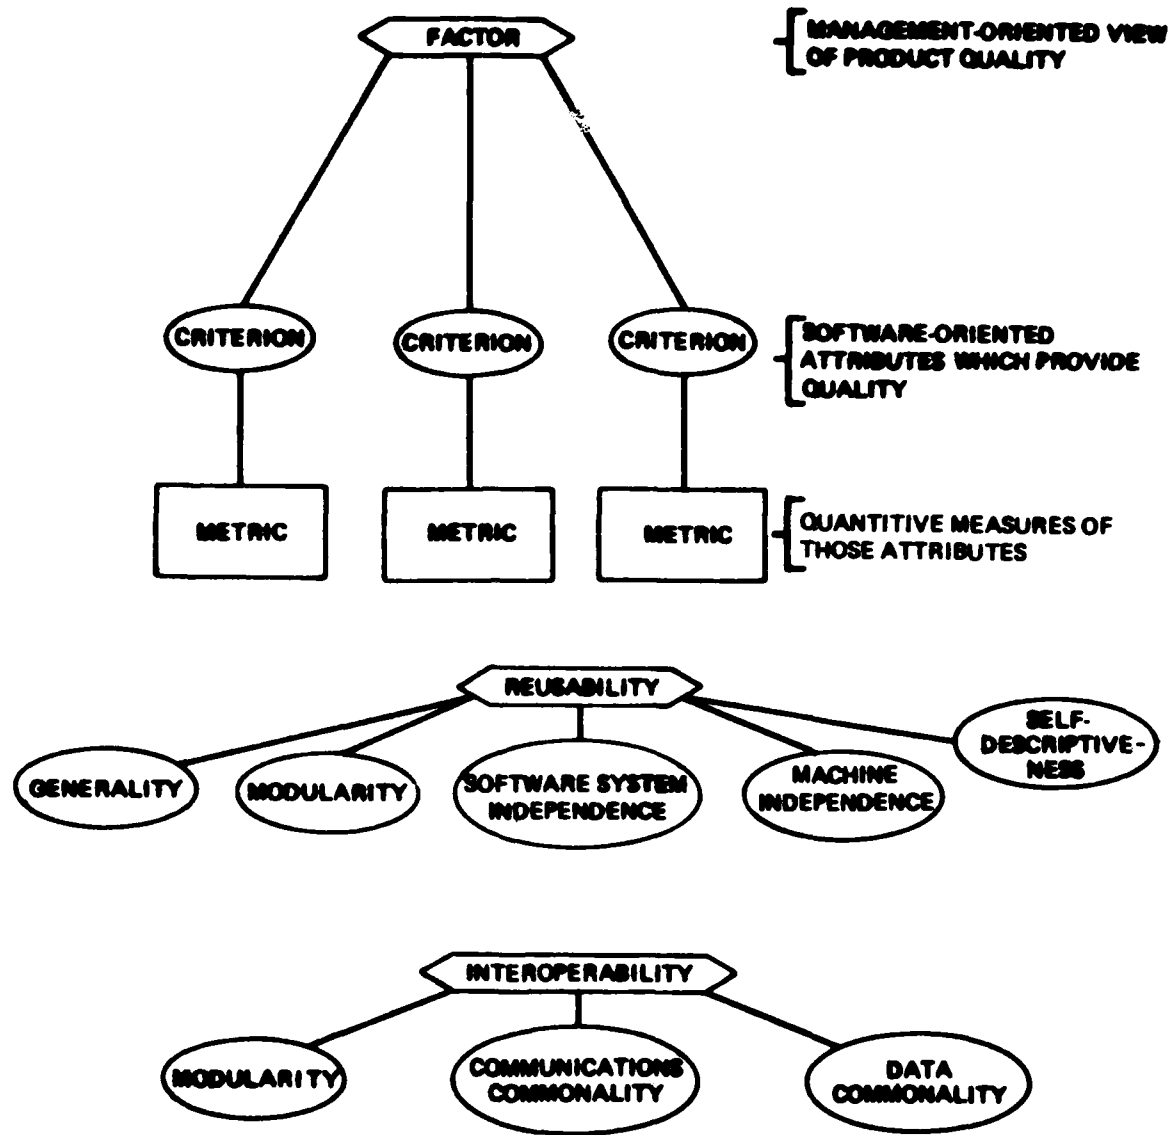 FACTOR
MANAGEMENT-ORIENTED VIEW
OF PRODUCT QUALITY
CRITERION
CRITERION
CRITERION
SOFTWARE-ORIENTED
ATTRIBUTES WHICH PROVIDE
QUALITY
METRIC
METRIC
METRIC
QUANTITIVE MEASURES OF
THOSE ATTRIBUTES
REUSABILITY
GENERALITY
MODULARITY
SOFTWARE SYSTEM
INDEPENDENCE
MACHINE
INDEPENDENCE
SELF-
DESCRIPTIVE-
NESS
INTEROPERABILITY
MODULARITY
COMMUNICATIONS
COMMONALITY
DATA
COMMONALITY